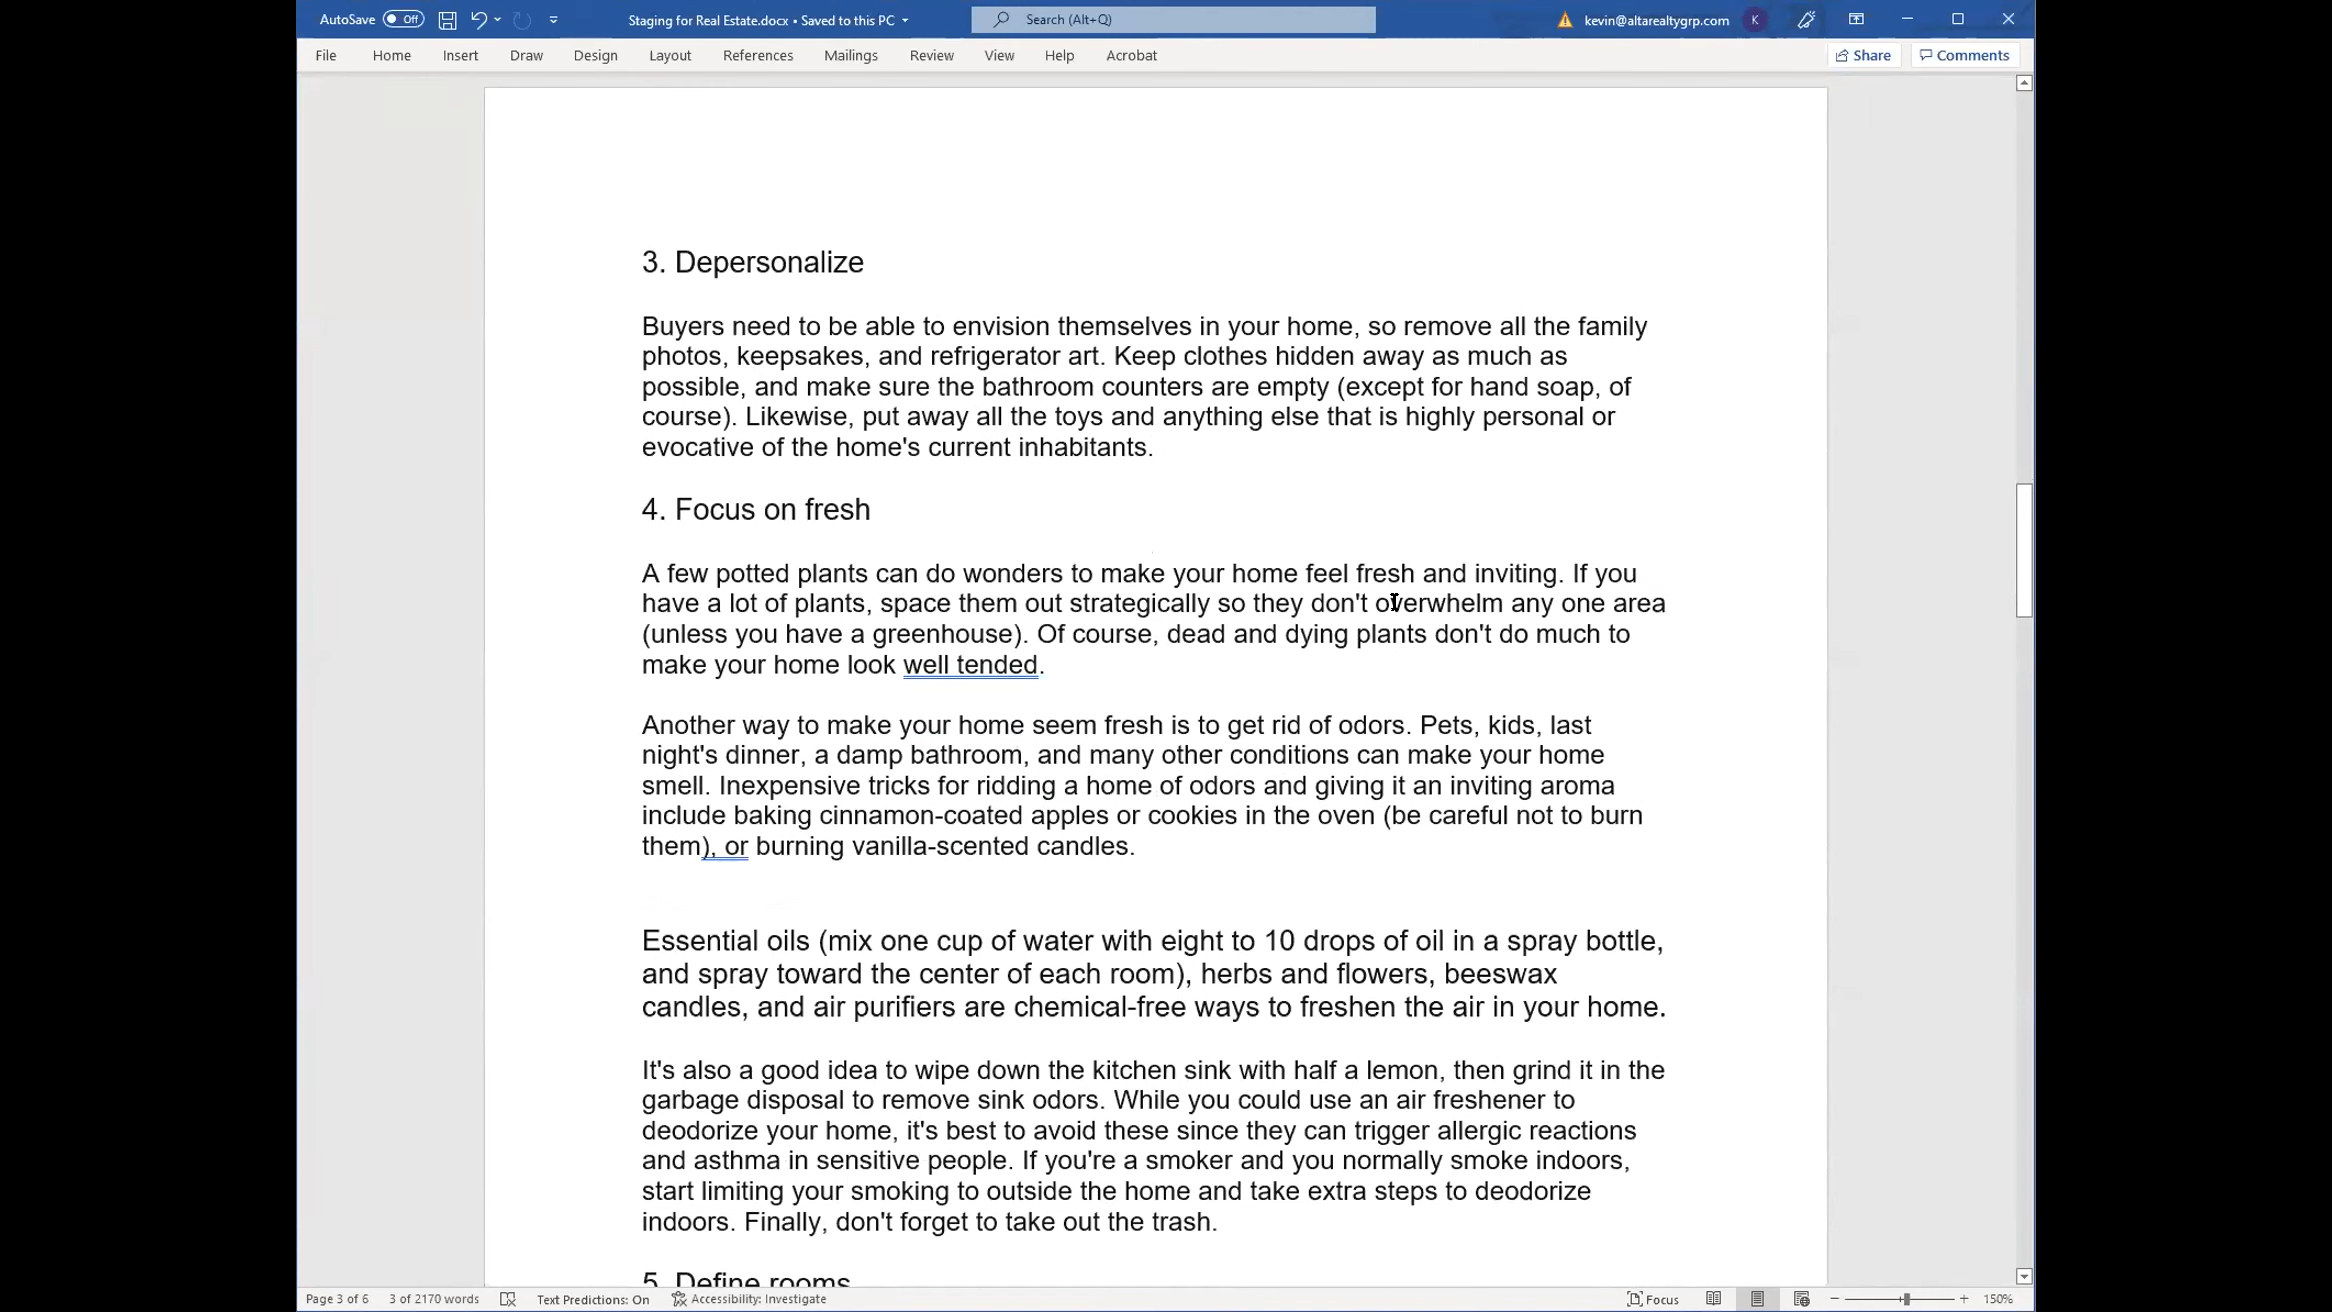 AutoSave Off Staging for Real Estate.docx • Saved to this PC Search (Alt+Q) kevin@altarealtygrp.com K
File Home Insert Draw Design Layout References Mailings Review View Help Acrobat Share Comments
3. Depersonalize
Buyers need to be able to envision themselves in your home, so remove all the family
photos, keepsakes, and refrigerator art. Keep clothes hidden away as much as
possible, and make sure the bathroom counters are empty (except for hand soap, of
course). Likewise, put away all the toys and anything else that is highly personal or
evocative of the home's current inhabitants.
4. Focus on fresh
A few potted plants can do wonders to make your home feel fresh and inviting. If you
have a lot of plants, space them out strategically so they don't overwhelm any one area
(unless you have a greenhouse). Of course, dead and dying plants don't do much to
make your home look well tended.
Another way to make your home seem fresh is to get rid of odors. Pets, kids, last
night's dinner, a damp bathroom, and many other conditions can make your home
smell. Inexpensive tricks for ridding a home of odors and giving it an inviting aroma
include baking cinnamon-coated apples or cookies in the oven (be careful not to burn
them), or burning vanilla-scented candles.
Essential oils (mix one cup of water with eight to 10 drops of oil in a spray bottle,
and spray toward the center of each room), herbs and flowers, beeswax
candles, and air purifiers are chemical-free ways to freshen the air in your home.
It's also a good idea to wipe down the kitchen sink with half a lemon, then grind it in the
garbage disposal to remove sink odors. While you could use an air freshener to
deodorize your home, it's best to avoid these since they can trigger allergic reactions
and asthma in sensitive people. If you're a smoker and you normally smoke indoors,
start limiting your smoking to outside the home and take extra steps to deodorize
indoors. Finally, don't forget to take out the trash.
5. Define rooms
Page 3 of 6 3 of 2170 words Text Predictions: On Accessibility: Investigate Focus 150%